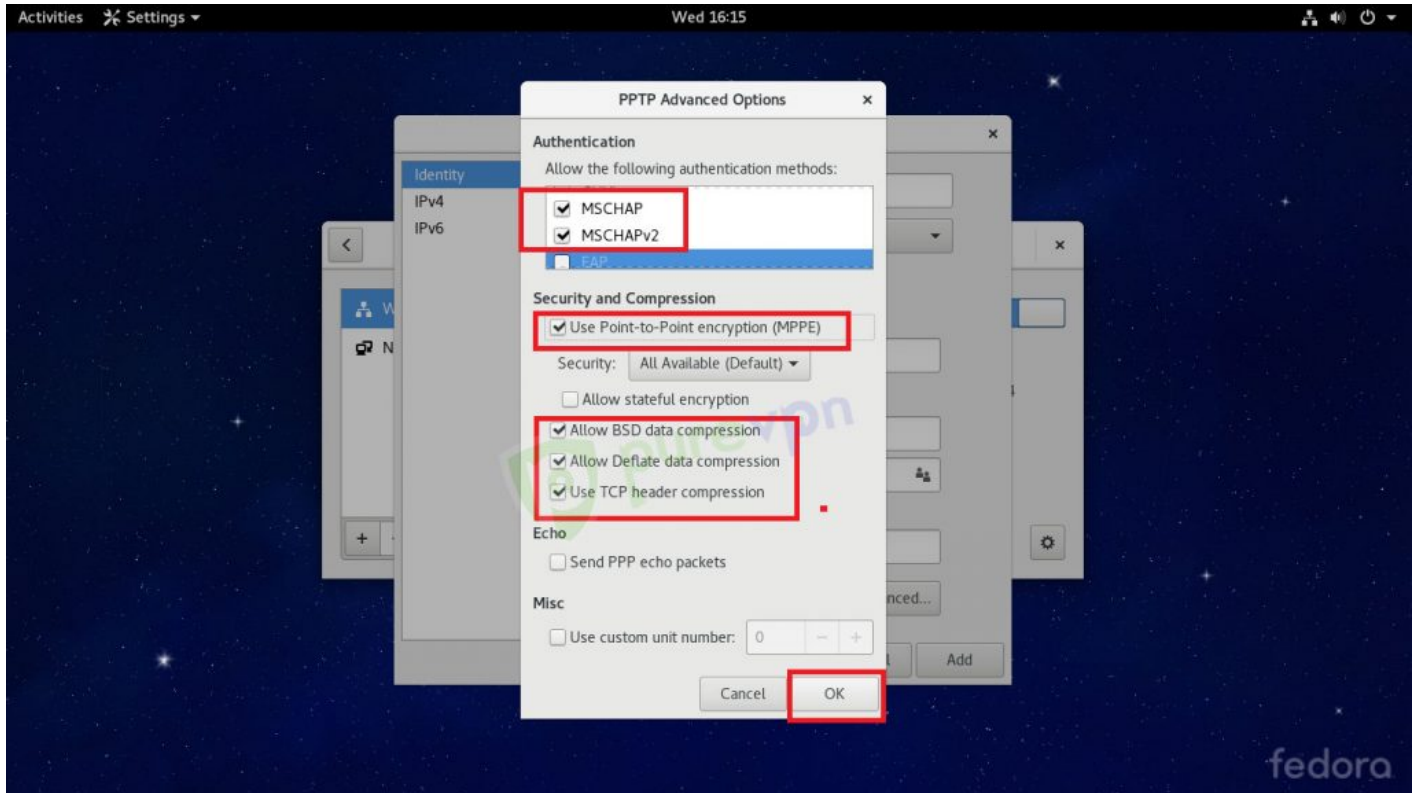 Activities Settings Wed 16:15
PPTP Advanced Options
Authentication
Allow the following authentication methods:
Identity
IPv4
IPv6
MSCHAP
MSCHAPv2
EAP
Security and Compression
Use Point-to-Point encryption (MPPE)
Security: All Available (Default)
Allow stateful encryption
Allow BSD data compression
purevpn
Allow Deflate data compression
Use TCP header compression
Echo
Send PPP echo packets
Misc
Use custom unit number: 0 − +
Cancel OK
Add
fedora